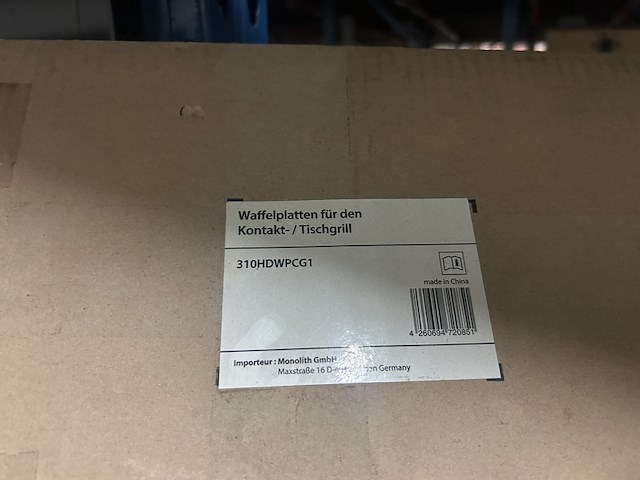 Waffelplatten für den
Kontakt- / Tischgrill
310HDWPCG1
made in China
4 260694 720851
Importeur : Monolith GmbH
Maxstraße 16 Germany